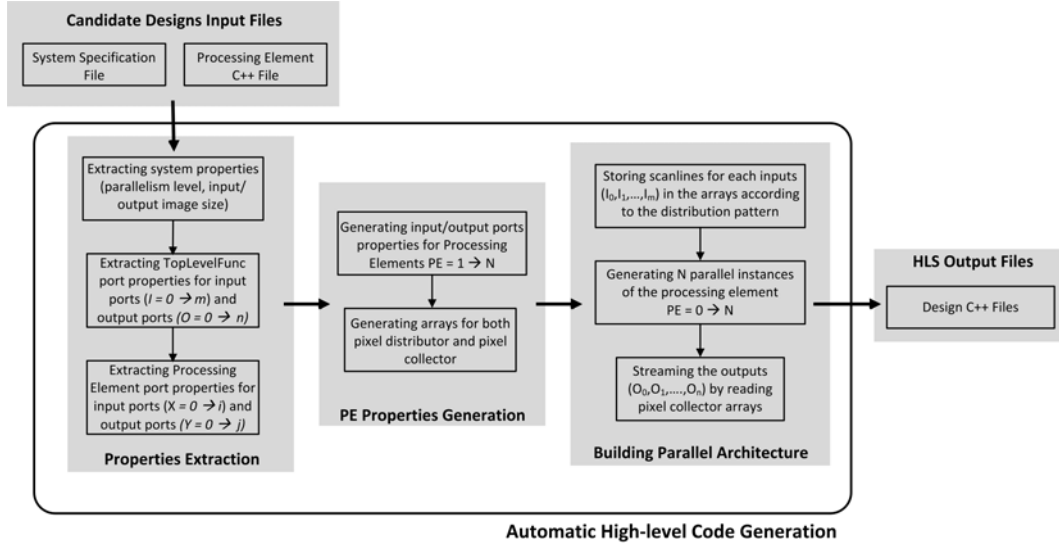 Candidate Designs Input Files
System Specification
File
Processing Element
C++ File
Extracting system properties
(parallelism level, input/
output image size)
Extracting TopLevelFunc
port properties for input
ports (I = 0 → m) and
output ports (O = 0 → n)
Extracting Processing
Element port properties for
input ports (X = 0 → i) and
output ports (Y = 0 → j)
Properties Extraction
Generating input/output ports
properties for Processing
Elements PE = 1 → N
Generating arrays for both
pixel distributor and pixel
collector
PE Properties Generation
Storing scanlines for each inputs
(I₀,I₁,...,Iₘ) in the arrays according
to the distribution pattern
Generating N parallel instances
of the processing element
PE = 0 → N
Streaming the outputs
(O₀,O₁,....,Oₙ) by reading
pixel collector arrays
Building Parallel Architecture
HLS Output Files
Design C++ Files
Automatic High-level Code Generation